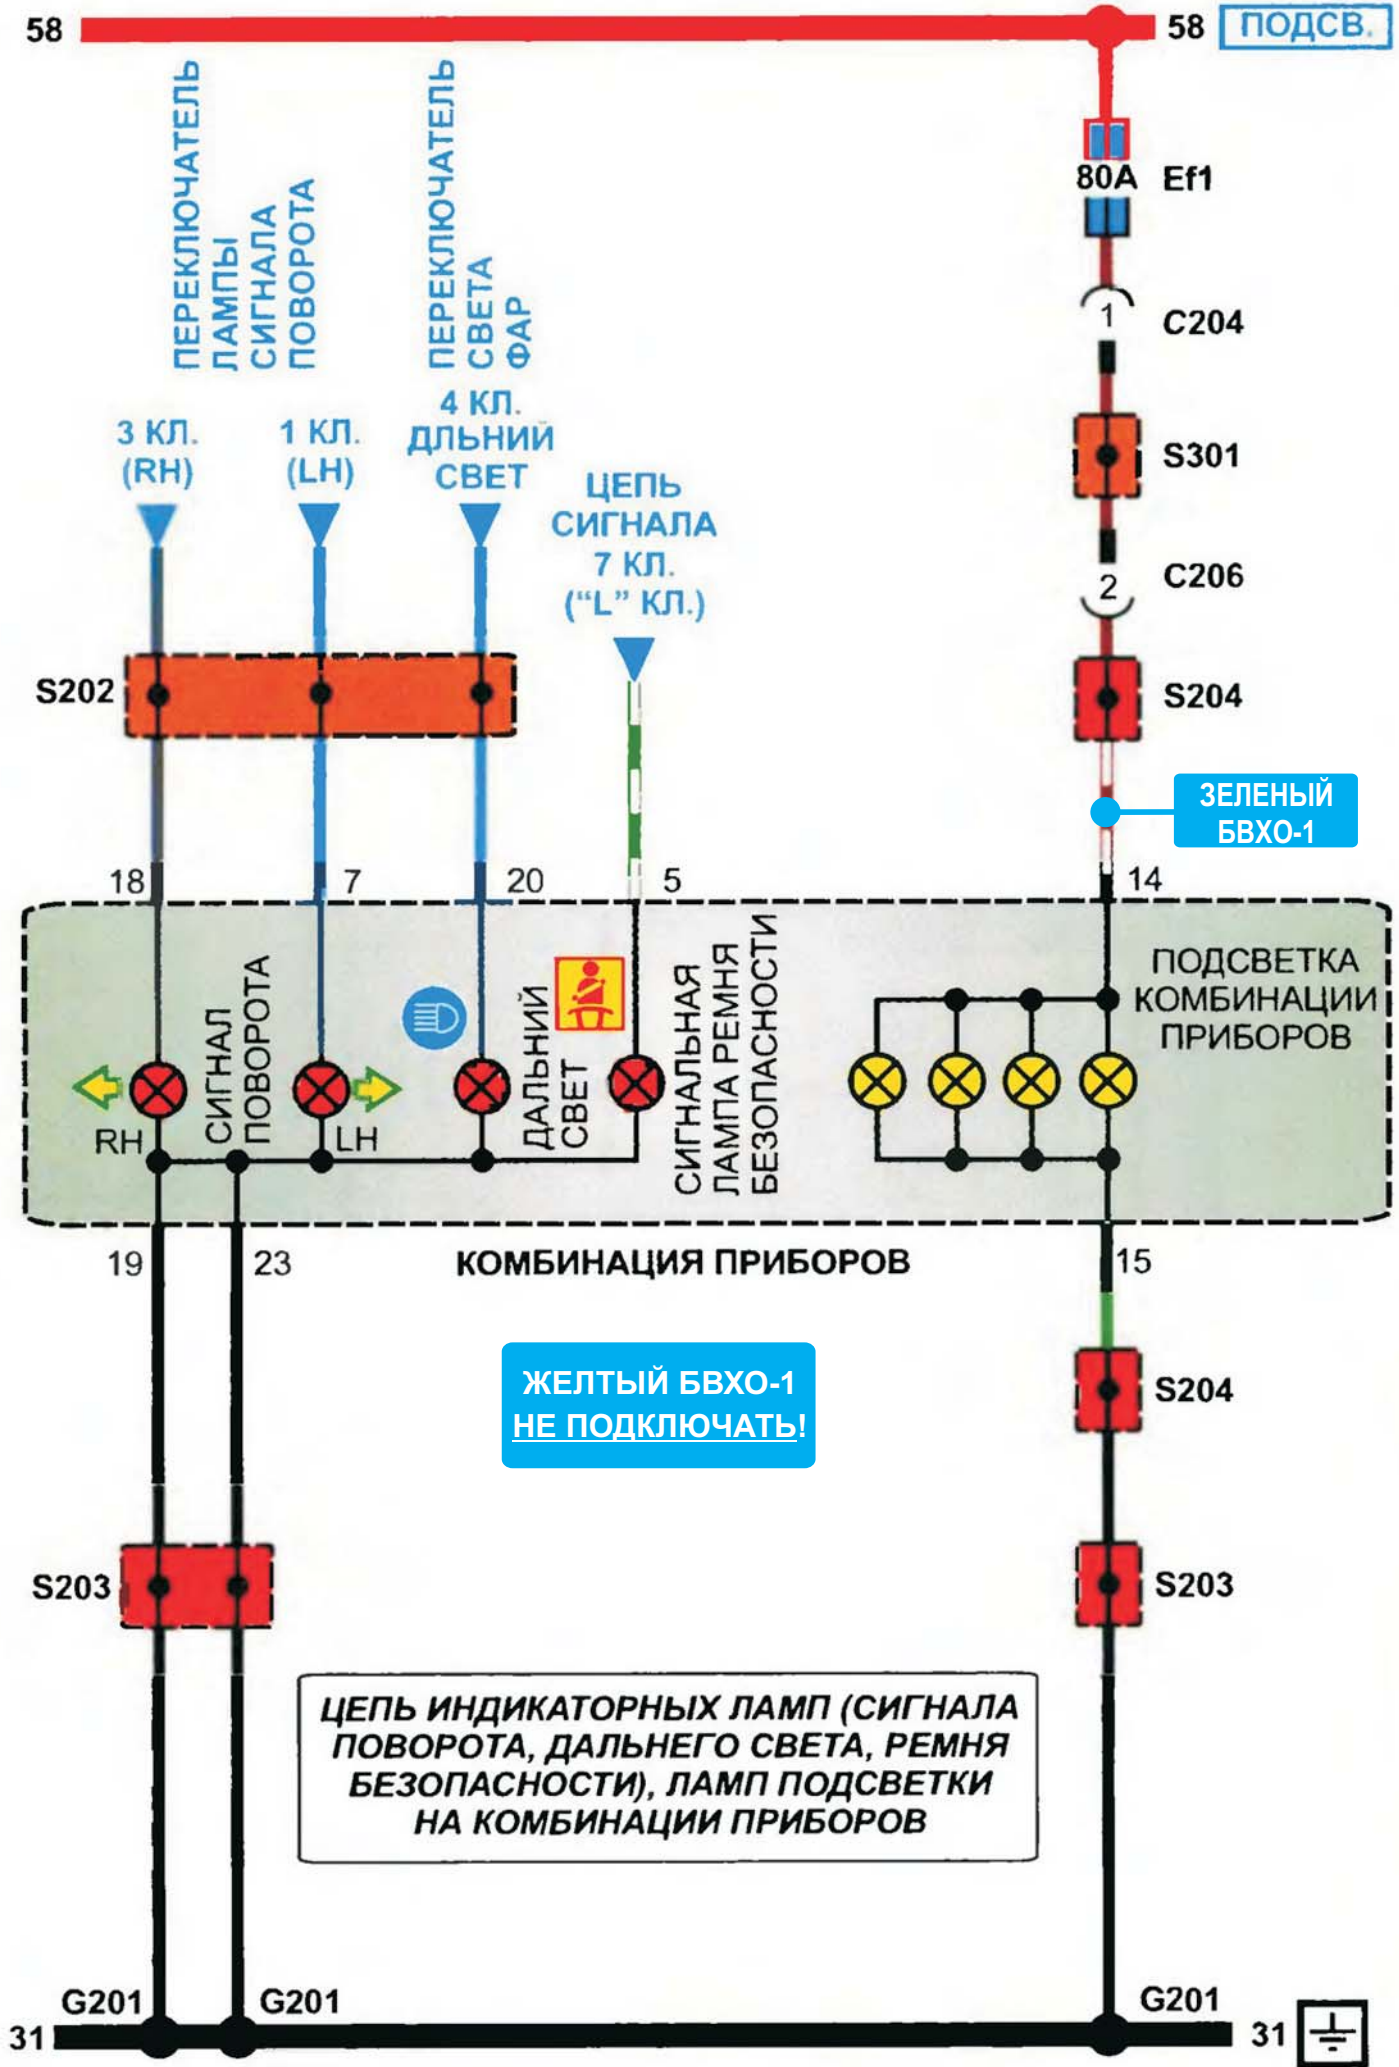 58
58
ПОДСВ.
ПЕРЕКЛЮЧАТЕЛЬ
ЛАМПЫ
СИГНАЛА
ПОВОРОТА
ПЕРЕКЛЮЧАТЕЛЬ
СВЕТА
ФАР
80A
Ef1
1
C204
3 КЛ.
(RH)
1 КЛ.
(LH)
4 КЛ.
ДЛЬНИЙ
СВЕТ
ЦЕПЬ
СИГНАЛА
7 КЛ.
("L" КЛ.)
S301
2
C206
S202
S204
ЗЕЛЕНЫЙ
БВХО-1
18
7
20
5
14
СИГНАЛ
ПОВОРОТА
ДАЛЬНИЙ
СВЕТ
СИГНАЛЬНАЯ
ЛАМПА РЕМНЯ
БЕЗОПАСНОСТИ
ПОДСВЕТКА
КОМБИНАЦИИ
ПРИБОРОВ
RH
LH
19
23
КОМБИНАЦИЯ ПРИБОРОВ
15
ЖЕЛТЫЙ БВХО-1
НЕ ПОДКЛЮЧАТЬ!
S204
S203
S203
ЦЕПЬ ИНДИКАТОРНЫХ ЛАМП (СИГНАЛА
ПОВОРОТА, ДАЛЬНЕГО СВЕТА, РЕМНЯ
БЕЗОПАСНОСТИ), ЛАМП ПОДСВЕТКИ
НА КОМБИНАЦИИ ПРИБОРОВ
G201
G201
G201
31
31